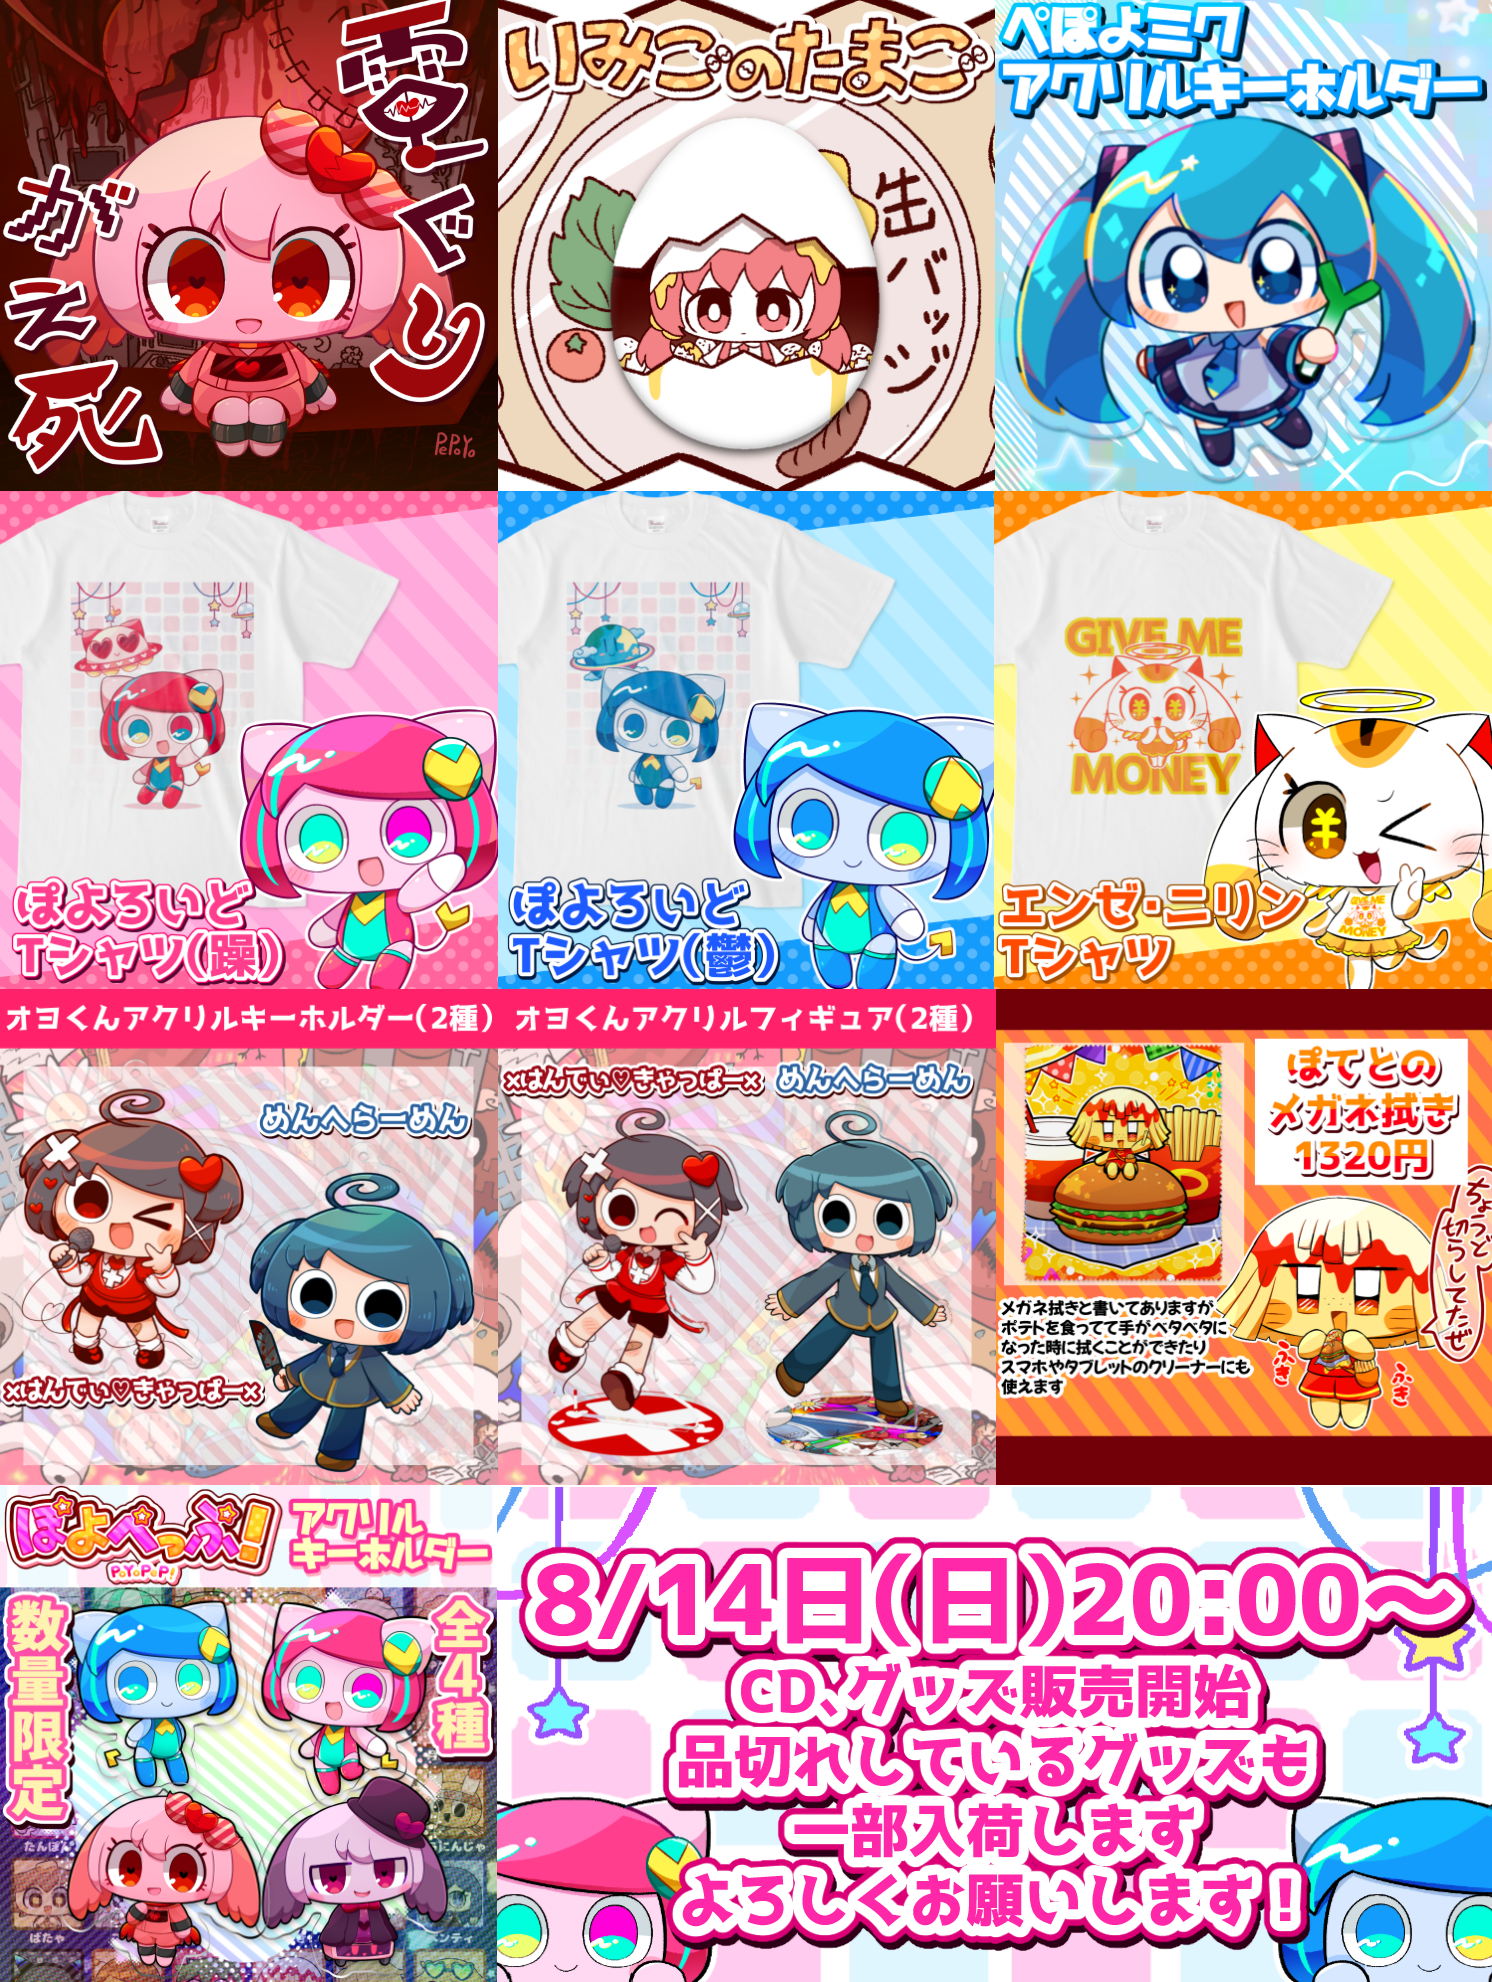 電ぐり
がえ死
PePoYo
いみごのたまご
缶バッジ
ぺぽよミク
アクリルキーホルダー
ぽよろいど
Tシャツ(躁)
ぽよろいど
Tシャツ(鬱)
GIVE ME
MONEY
GIVE ME
MONEY
エンゼ・ニリン
Tシャツ
オヨくんアクリルキーホルダー(2種)
めんへらーめん
×はんでぃ♡きゃっぱー×
オヨくんアクリルフィギュア(2種)
×はんでぃ♡きゃっぱー×
めんへらーめん
ぽてとの
メガネ拭き
1320円
ちょうど
切らしてたぜ
メガネ拭きと書いてありますが
ポテトを食ってて手がベタベタに
なった時に拭くことができたり
スマホやタブレットのクリーナーにも
使えます
ふき
ふき
ぽよぺっぷ!
PoYoPoP!
アクリル
キーホルダー
数量限定
全4種
ばたゃ
8/14日(日)20:00～
CD、グッズ販売開始
品切れしているグッズも
一部入荷します
よろしくお願いします!